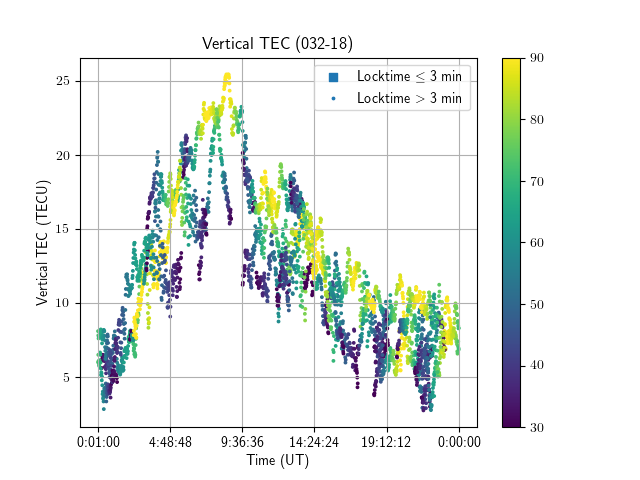 Vertical TEC (032-18)
Locktime ≤ 3 min
Locktime > 3 min
Vertical TEC (TECU)
25
20
15
10
5
0:01:00 4:48:48 9:36:36 14:24:24 19:12:12 0:00:00
Time (UT)
90
80
70
60
50
40
30